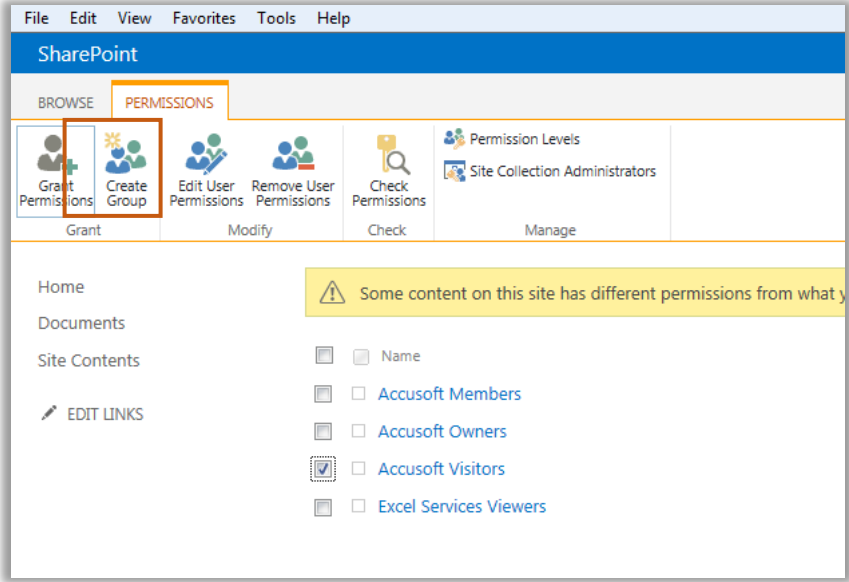 File Edit View Favorites Tools Help
SharePoint
BROWSE PERMISSIONS
Grant
Permissions
Create
Group
Edit User
Permissions
Remove User
Permissions
Check
Permissions
Permission Levels
Site Collection Administrators
Grant
Modify
Check
Manage
Home
Documents
Site Contents
EDIT LINKS
Some content on this site has different permissions from what
Name
Accusoft Members
Accusoft Owners
Accusoft Visitors
Excel Services Viewers